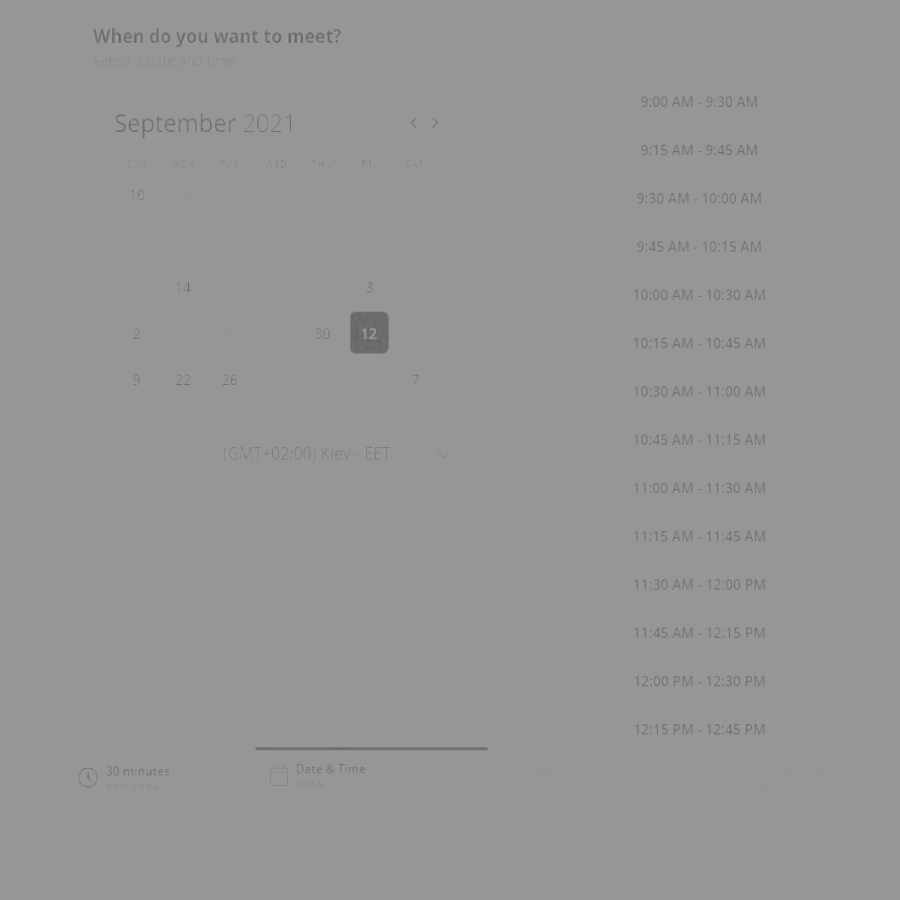 When do you want to meet?
Select a date and time
September 2021
SUN MON TUE WED THU FRI SAT
10
14 3
2 30 12
9 22 26 7
(GMT+02:00) Kiev - EET
9:00 AM - 9:30 AM
9:15 AM - 9:45 AM
9:30 AM - 10:00 AM
9:45 AM - 10:15 AM
10:00 AM - 10:30 AM
10:15 AM - 10:45 AM
10:30 AM - 11:00 AM
10:45 AM - 11:15 AM
11:00 AM - 11:30 AM
11:15 AM - 11:45 AM
11:30 AM - 12:00 PM
11:45 AM - 12:15 PM
12:00 PM - 12:30 PM
12:15 PM - 12:45 PM
30 minutes
HOW LONG
Date & Time
WHEN